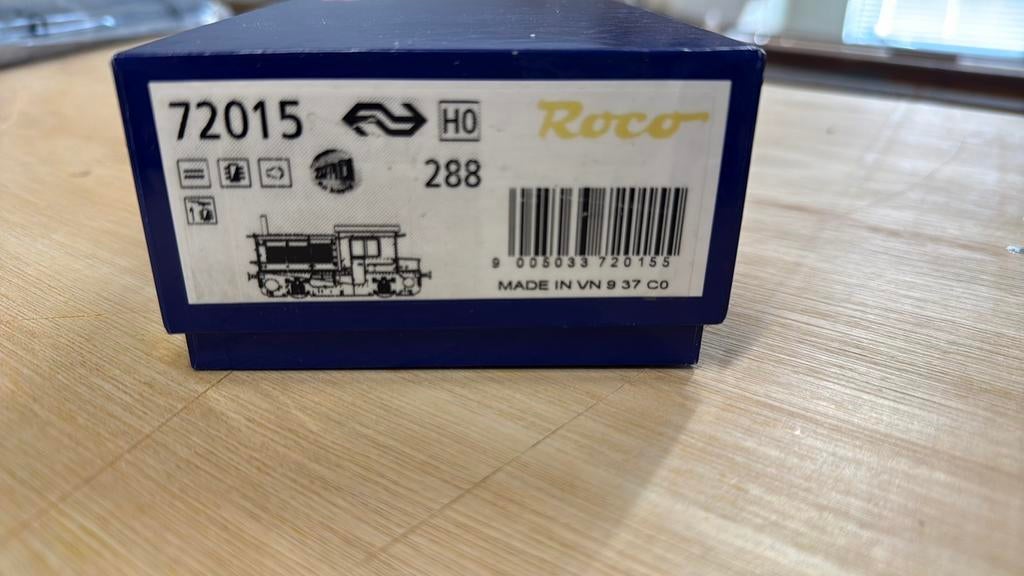 72015 H0 Roco
288
9 005033 720155
MADE IN VN 9 37 C0